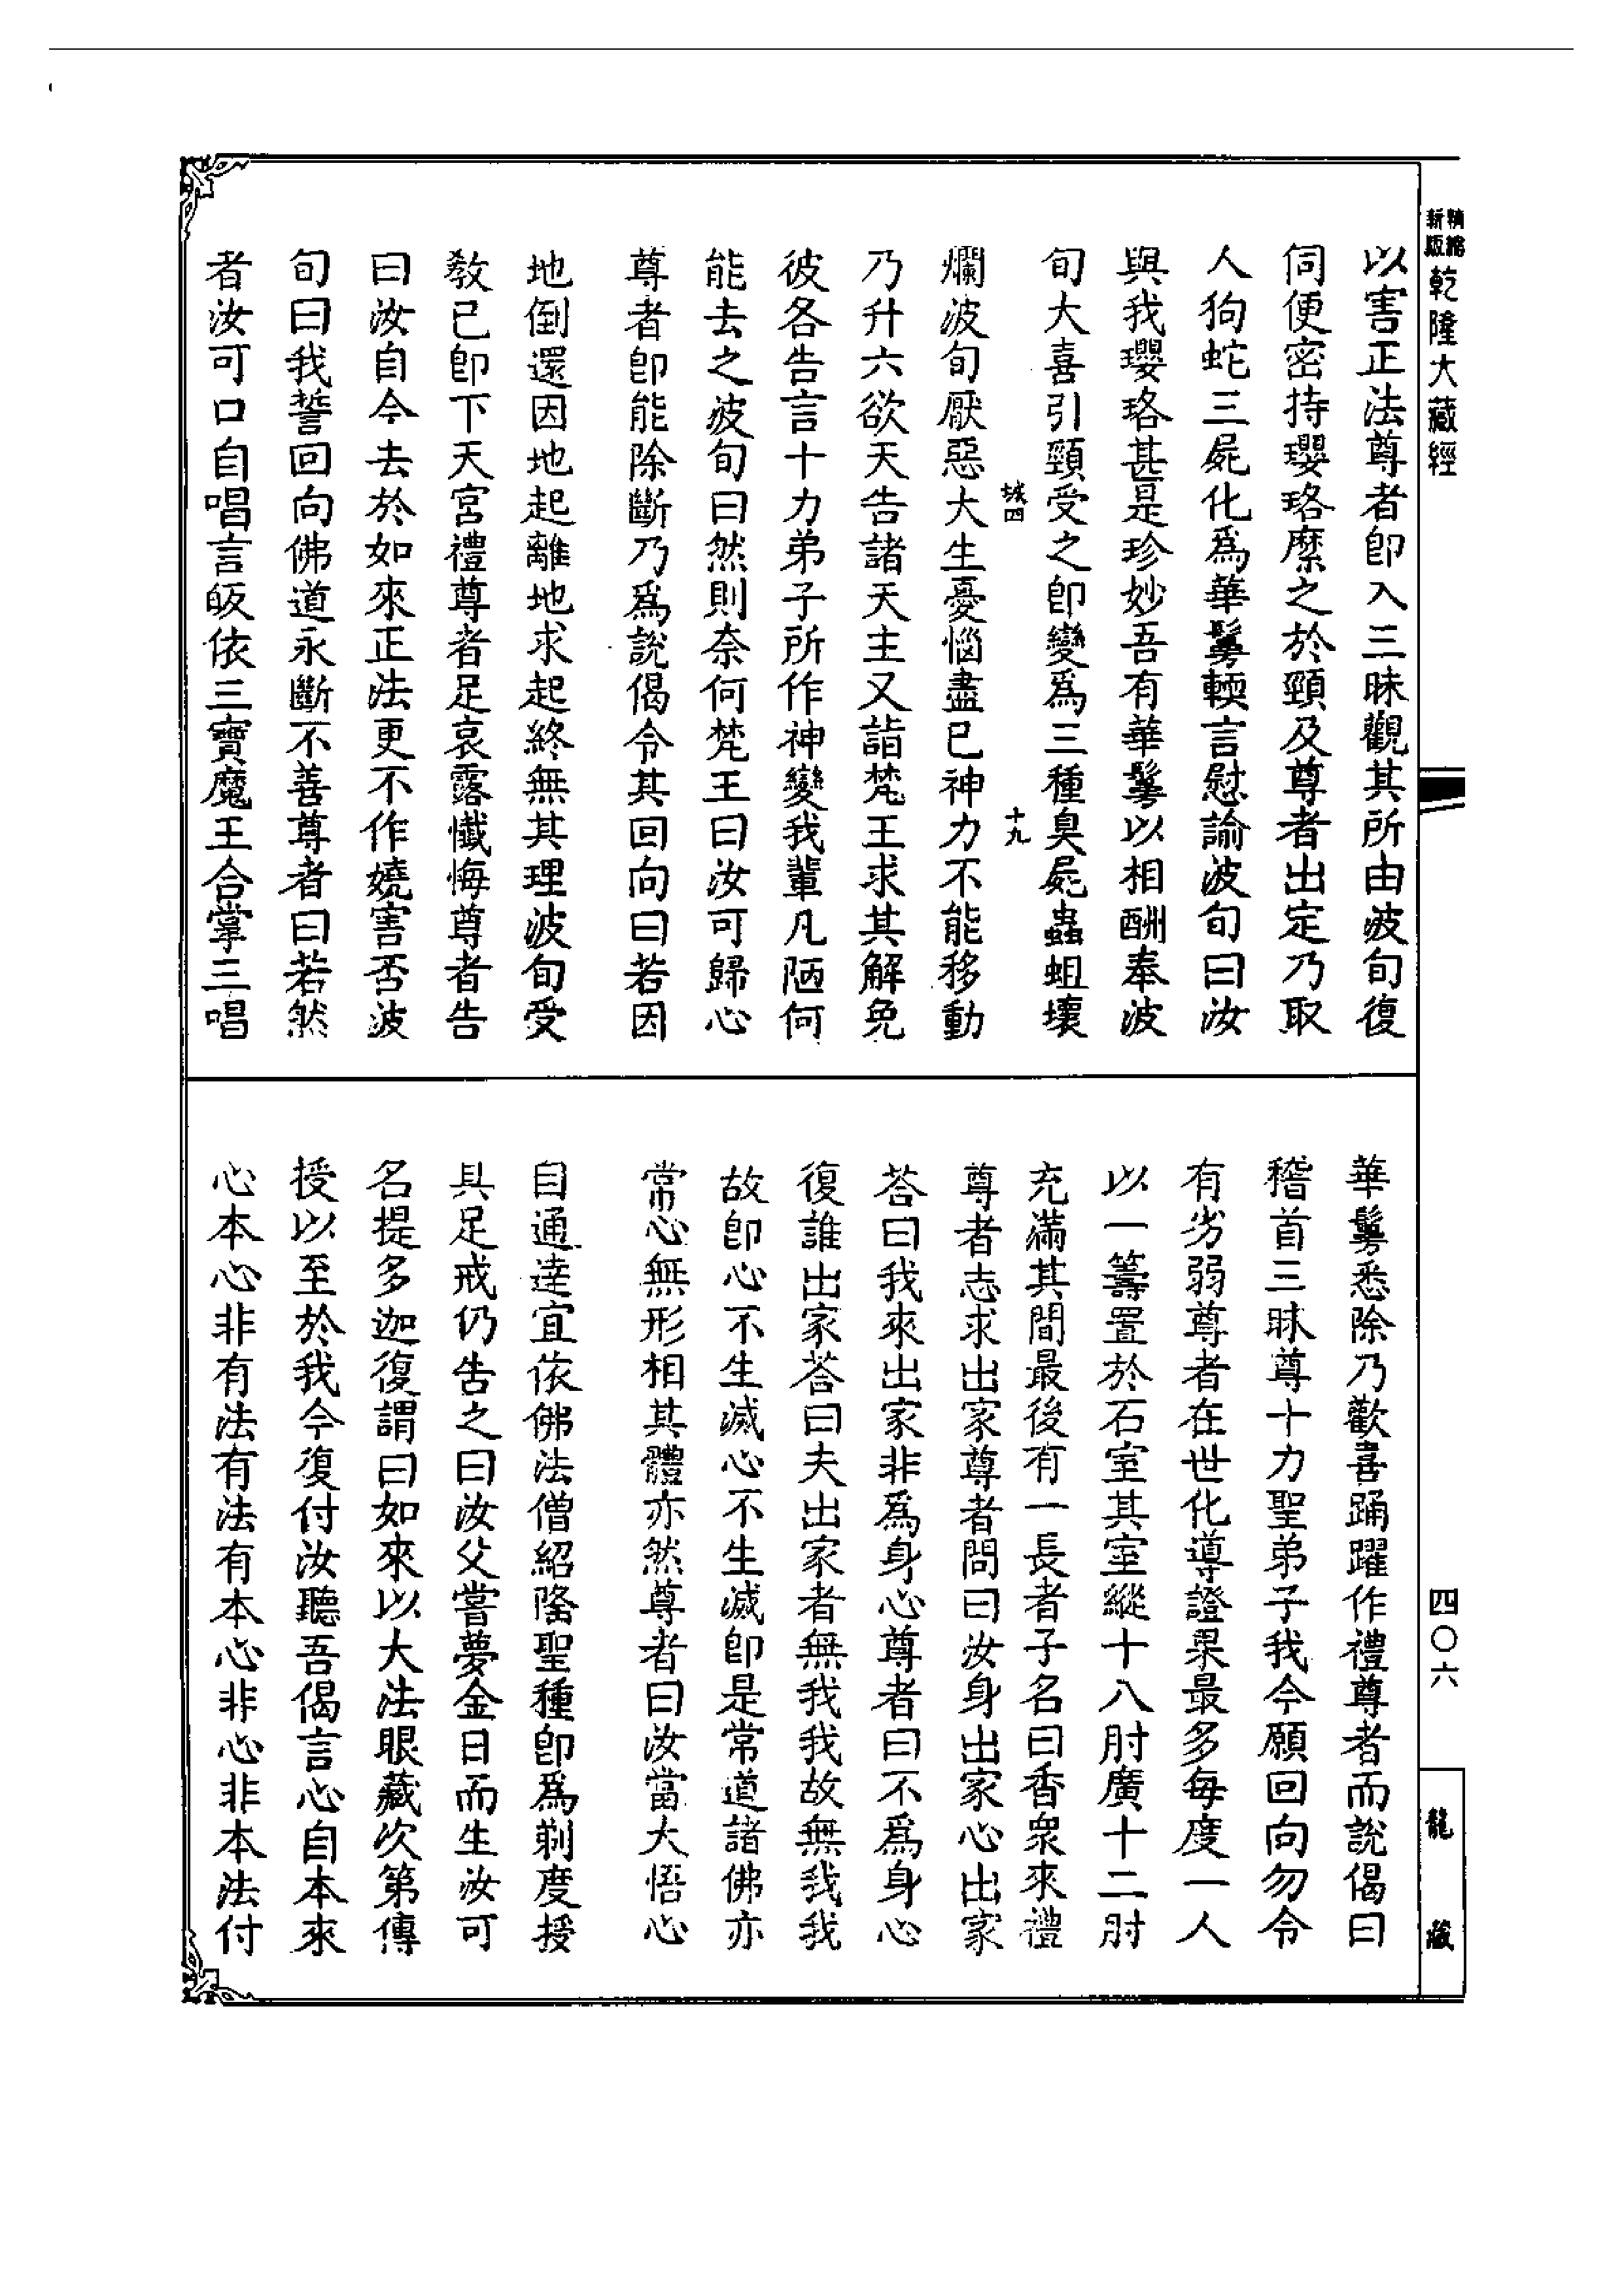 精縮新版乾隆大藏經
四〇六
龍藏
以害正法尊者卽入三昧觀其所由波旬復
伺便密持瓔珞縻之於頸及尊者出定乃取
人狗蛇三屍化爲華鬘輭言慰諭波旬曰汝
與我瓔珞甚是珍妙吾有華鬘以相酬奉波
旬大喜引頸受之卽變爲三種臭屍蟲蛆壞
城四 十九
爛波旬厭惡大生憂惱盡已神力不能移動
乃升六欲天告諸天主又詣梵王求其解免
彼各告言十力弟子所作神變我輩凡陋何
能去之波旬曰然則奈何梵王曰汝可歸心
尊者卽能除斷乃爲說偈令其回向曰若因
地倒還因地起離地求起終無其理波旬受
敎已卽下天宮禮尊者足哀露懺悔尊者告
曰汝自今去於如來正法更不作嬈害否波
旬曰我誓回向佛道永斷不善尊者曰若然
者汝可口自唱言皈依三寶魔王合掌三唱
華鬘悉除乃歡喜踊躍作禮尊者而說偈曰
稽首三昧尊十力聖弟子我今願回向勿令
有劣弱尊者在世化導證果最多每度一人
以一籌置於石室其室縱十八肘廣十二肘
充滿其間最後有一長者子名曰香衆來禮
尊者志求出家尊者問曰汝身出家心出家
荅曰我來出家非爲身心尊者曰不爲身心
復誰出家荅曰夫出家者無我我故無我我
故卽心不生滅心不生滅卽是常道諸佛亦
常心無形相其體亦然尊者曰汝當大悟心
自通達宜依佛法僧紹隆聖種卽爲剃度授
具足戒仍告之曰汝父嘗夢金日而生汝可
名提多迦復謂曰如來以大法眼藏次第傳
授以至於我今復付汝聽吾偈言心自本來
心本心非有法有法有本心非心非本法付